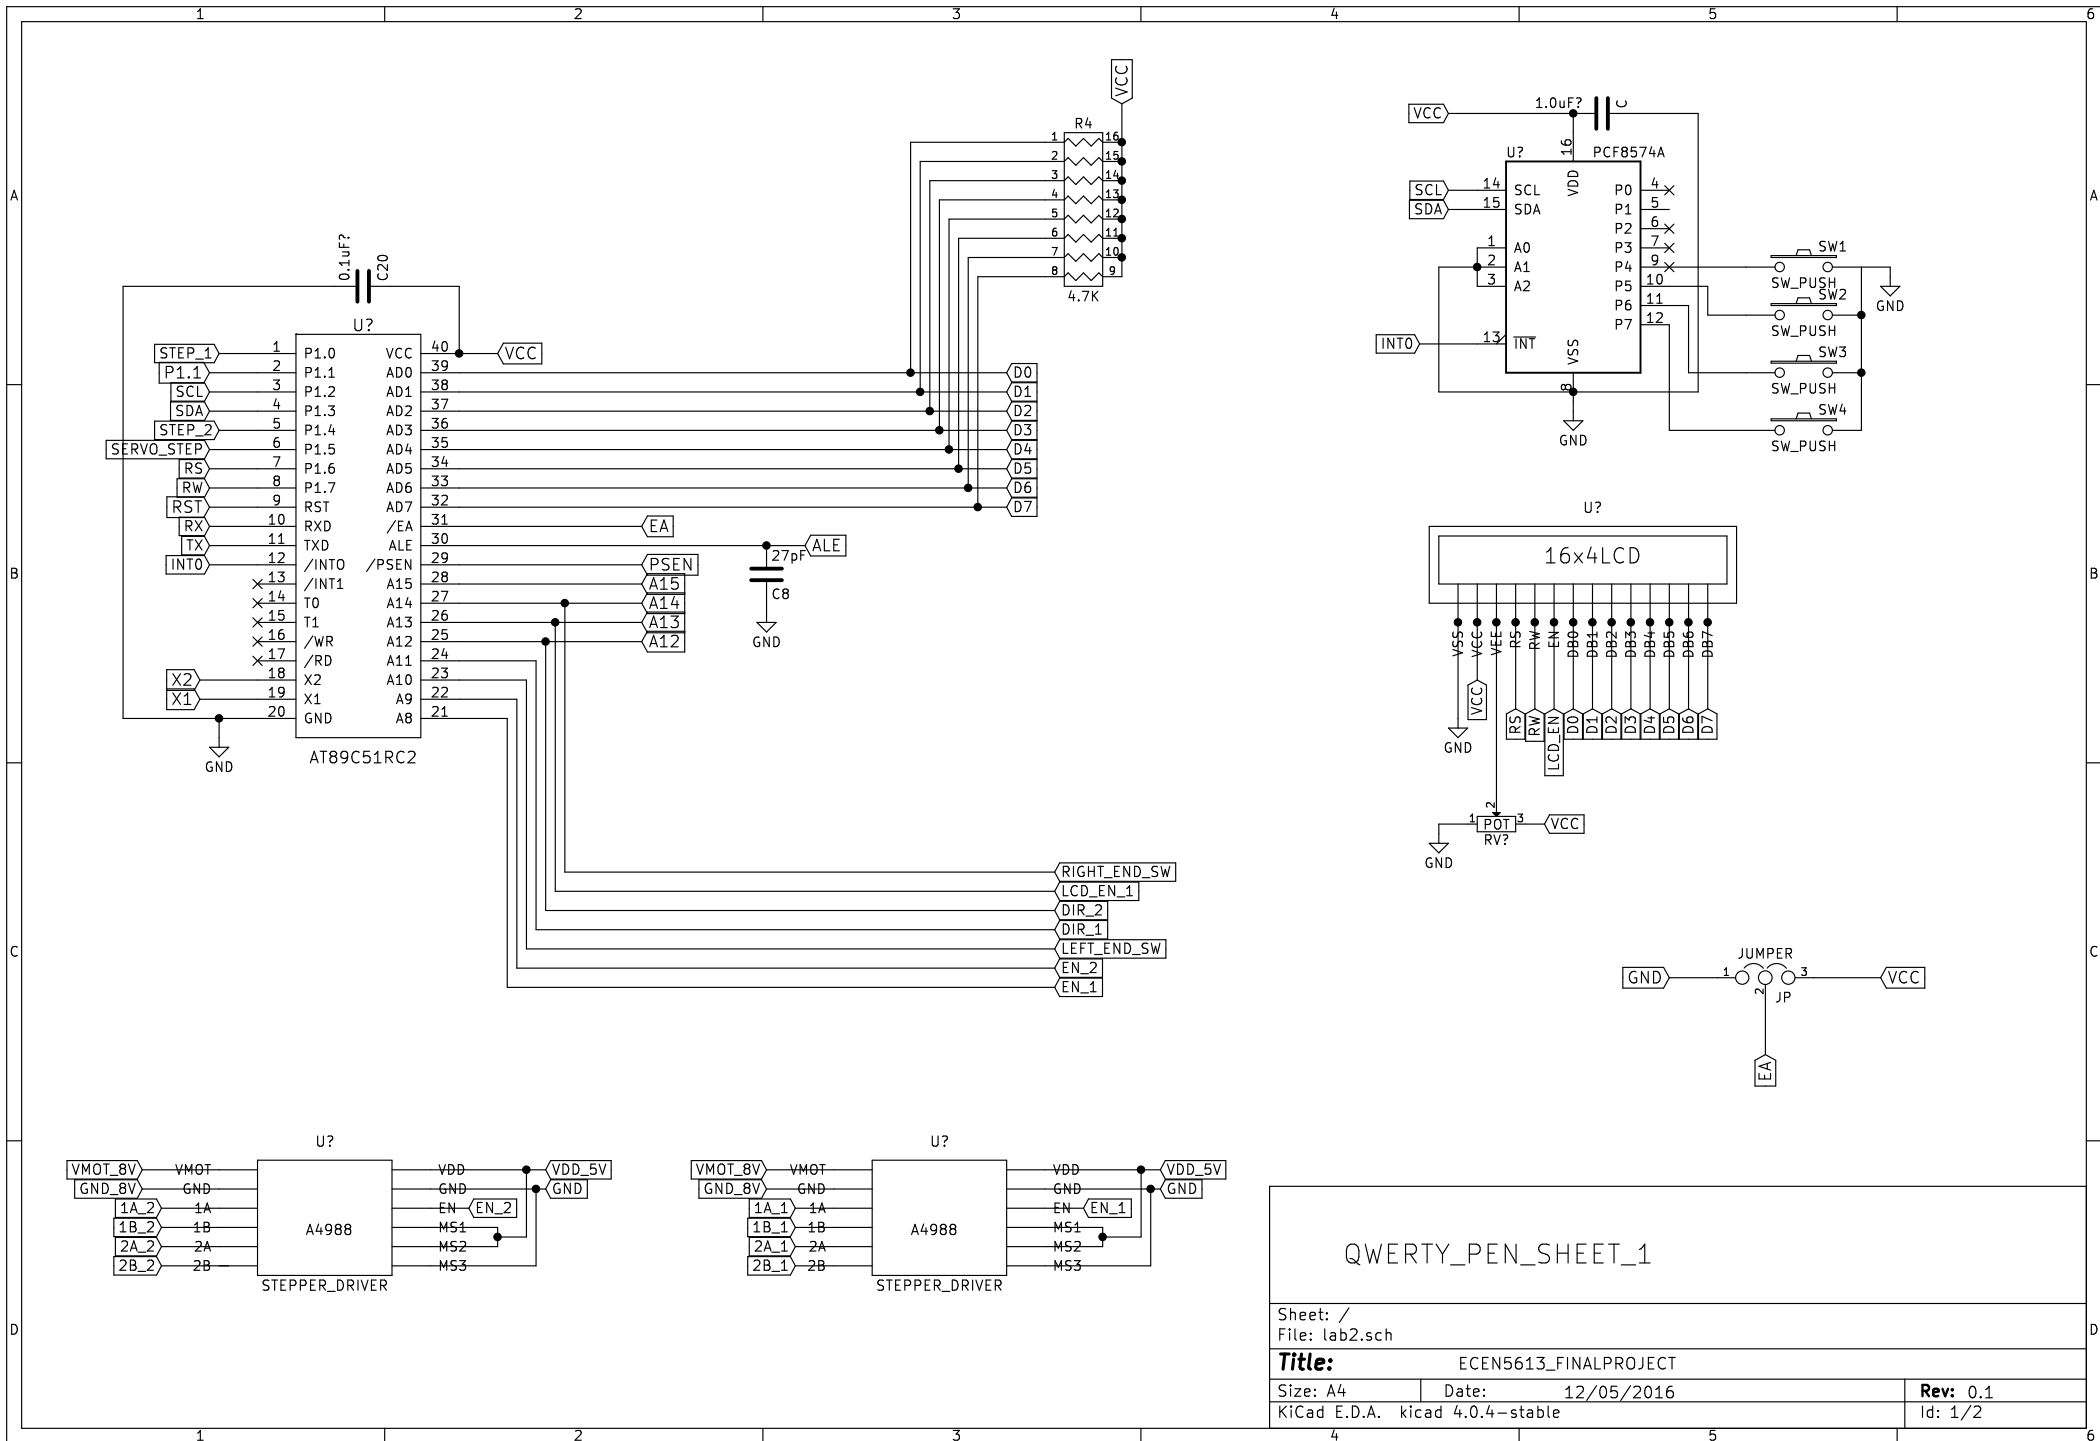 1 2 3 4 5 6
A
B
C
D
A
B
C
D
VCC
R4
1 16
2 15
3 14
4 13
5 12
6 11
7 10
8 9
4.7K
0.1uF?
C20
U?
STEP_1 1 P1.0 VCC 40 VCC
P1.1 2 P1.1 AD0 39 D0
SCL 3 P1.2 AD1 38 D1
SDA 4 P1.3 AD2 37 D2
STEP_2 5 P1.4 AD3 36 D3
SERVO_STEP 6 P1.5 AD4 35 D4
RS 7 P1.6 AD5 34 D5
RW 8 P1.7 AD6 33 D6
RST 9 RST AD7 32 D7
RX 10 RXD /EA 31 EA
TX 11 TXD ALE 30 ALE
INT0 12 /INT0 /PSEN 29 PSEN
13 /INT1 A15 28 A15
14 T0 A14 27 A14
15 T1 A13 26 A13
16 /WR A12 25 A12
17 /RD A11 24
X2 18 X2 A10 23
X1 19 X1 A9 22
20 GND A8 21
GND
AT89C51RC2
27pF
C8
GND
RIGHT_END_SW
LCD_EN_1
DIR_2
DIR_1
LEFT_END_SW
EN_2
EN_1
VCC
1.0uF?
C
U?
PCF8574A
16
VDD
SCL 14 SCL P0 4
SDA 15 SDA P1 5
P2 6
1 A0 P3 7
2 A1 P4 9
3 A2 P5 10
P6 11
P7 12
INT0 13 INT
VSS
8
GND
SW1
SW_PUSH
SW2
SW_PUSH
SW3
SW_PUSH
SW4
SW_PUSH
GND
U?
16x4LCD
VSS VCC VEE RS RW EN DB0 DB1 DB2 DB3 DB4 DB5 DB6 DB7
GND VCC RS RW LCD_EN D0 D1 D2 D3 D4 D5 D6 D7
2
1 POT 3 VCC
RV?
GND
JUMPER
GND 1 3 VCC
2 JP
EA
U?
VMOT_8V VMOT VDD VDD_5V
GND_8V GND GND GND
1A_2 1A EN EN_2
1B_2 1B A4988 MS1
2A_2 2A MS2
2B_2 2B MS3
STEPPER_DRIVER
U?
VMOT_8V VMOT VDD VDD_5V
GND_8V GND GND GND
1A_1 1A EN EN_1
1B_1 1B A4988 MS1
2A_1 2A MS2
2B_1 2B MS3
STEPPER_DRIVER
QWERTY_PEN_SHEET_1
Sheet: /
File: lab2.sch
Title: ECEN5613_FINALPROJECT
Size: A4 Date: 12/05/2016 Rev: 0.1
KiCad E.D.A. kicad 4.0.4-stable Id: 1/2
1 2 3 4 5 6